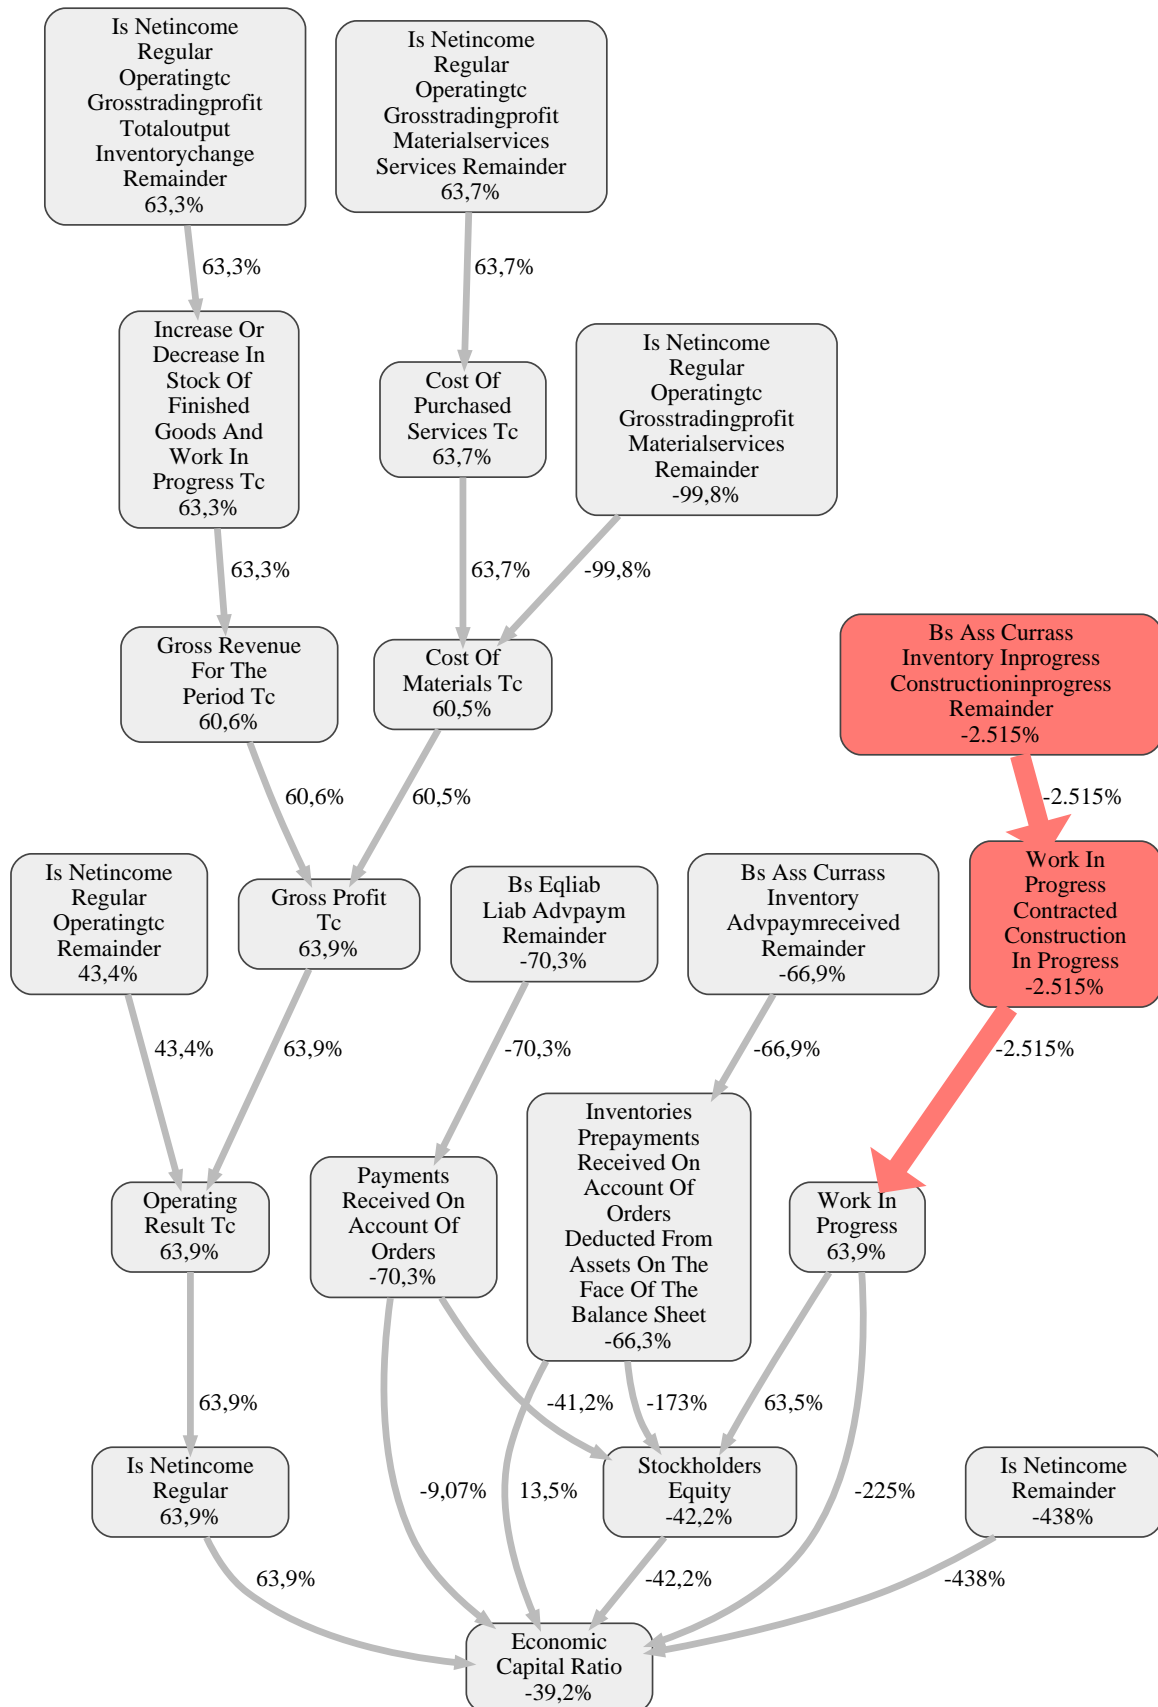 Is Netincome
Regular
Operatingtc
Grosstradingprofit
Totaloutput
Inventorychange
Remainder
63,3%
Is Netincome
Regular
Operatingtc
Grosstradingprofit
Materialservices
Services Remainder
63,7%
63,3%
63,7%
Increase Or
Decrease In
Stock Of
Finished
Goods And
Work In
Progress Tc
63,3%
Cost Of
Purchased
Services Tc
63,7%
Is Netincome
Regular
Operatingtc
Grosstradingprofit
Materialservices
Remainder
-99,8%
63,3%
63,7%
-99,8%
Gross Revenue
For The
Period Tc
60,6%
Cost Of
Materials Tc
60,5%
Bs Ass Currass
Inventory Inprogress
Constructioninprogress
Remainder
-2.515%
60,6%
60,5%
-2.515%
Is Netincome
Regular
Operatingtc
Remainder
43,4%
Gross Profit
Tc
63,9%
Bs Eqliab
Liab Advpaym
Remainder
-70,3%
Bs Ass Currass
Inventory
Advpaymreceived
Remainder
-66,9%
Work In
Progress
Contracted
Construction
In Progress
-2.515%
43,4%
63,9%
-70,3%
-66,9%
-2.515%
Operating
Result Tc
63,9%
Payments
Received On
Account Of
Orders
-70,3%
Inventories
Prepayments
Received On
Account Of
Orders
Deducted From
Assets On The
Face Of The
Balance Sheet
-66,3%
Work In
Progress
63,9%
63,9%
-41,2%
-173%
63,5%
Is Netincome
Regular
63,9%
-9,07%
13,5%
Stockholders
Equity
-42,2%
-225%
Is Netincome
Remainder
-438%
63,9%
-42,2%
-438%
Economic
Capital Ratio
-39,2%